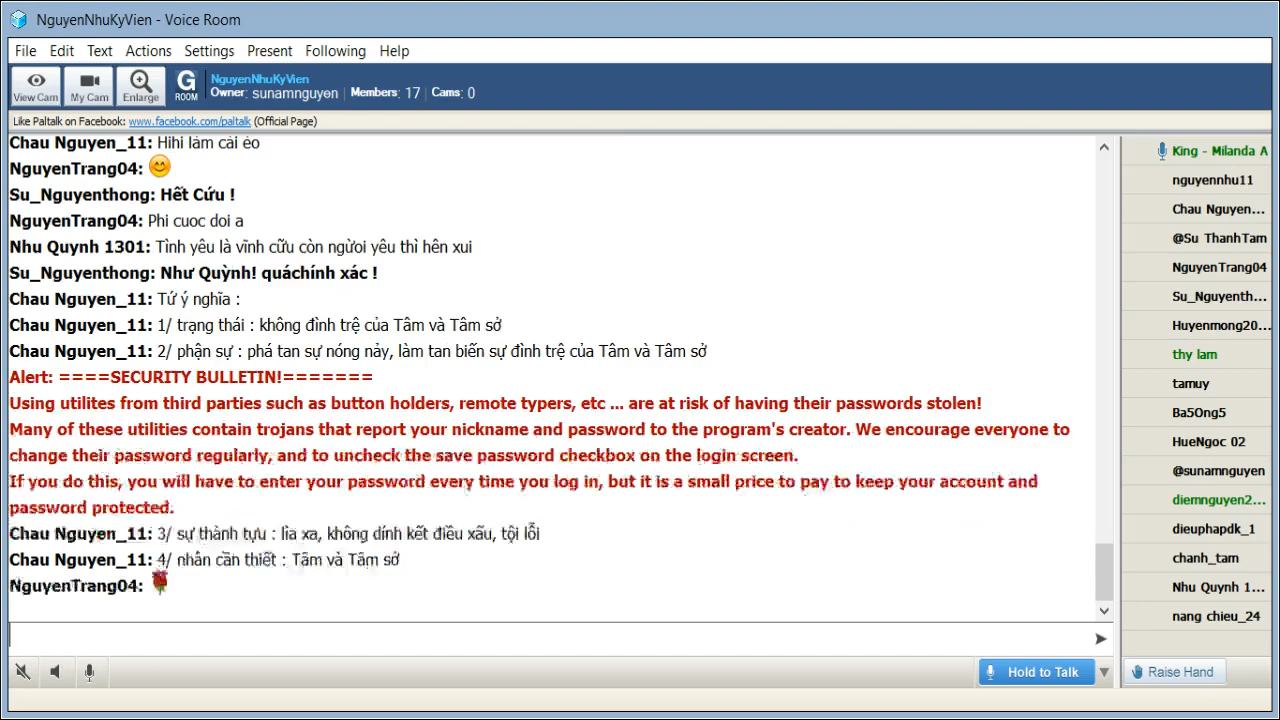 NguyenNhuKyVien - Voice Room
File Edit Text Actions Settings Present Following Help
View Cam My Cam Enlarge G ROOM
NguyenNhuKyVien
Owner: sunamnguyen | Members: 17 | Cams: 0
Like Paltalk on Facebook: www.facebook.com/paltalk (Official Page)
Chau Nguyen_11: Hihi làm cái ẻo
NguyenTrang04:
Su_Nguyenthong: Hết Cứu !
NguyenTrang04: Phi cuoc doi a
Nhu Quynh 1301: Tình yêu là vĩnh cữu còn ngừoi yêu thì hên xui
Su_Nguyenthong: Như Quỳnh! quáchính xác !
Chau Nguyen_11: Tứ ý nghĩa :
Chau Nguyen_11: 1/ trạng thái : không đình trệ của Tâm và Tâm sở
Chau Nguyen_11: 2/ phận sự : phá tan sự nóng nảy, làm tan biến sự đình trệ của Tâm và Tâm sở
Alert: ====SECURITY BULLETIN!=======
Using utilites from third parties such as button holders, remote typers, etc ... are at risk of having their passwords stolen!
Many of these utilities contain trojans that report your nickname and password to the program's creator. We encourage everyone to
change their password regularly, and to uncheck the save password checkbox on the login screen.
If you do this, you will have to enter your password every time you log in, but it is a small price to pay to keep your account and
password protected.
Chau Nguyen_11: 3/ sự thành tựu : lìa xa, không dính kết điều xấu, tội lỗi
Chau Nguyen_11: 4/ nhân cần thiết : Tâm và Tâm sở
NguyenTrang04:
King - Milanda A
nguyennhu11
Chau Nguyen...
@Su ThanhTam
NguyenTrang04
Su_Nguyenth...
Huyenmong20...
thy lam
tamuy
Ba5Ong5
HueNgoc 02
@sunamnguyen
diemnguyen2...
dieuphapdk_1
chanh_tam
Nhu Quynh 1...
nang chieu_24
Hold to Talk
Raise Hand